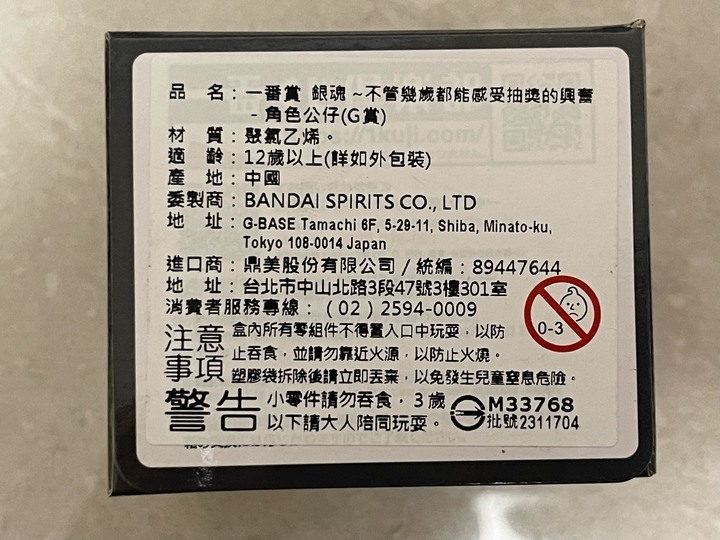 品 名：一番賞 銀魂 ~不管幾歲都能感受抽獎的興奮
- 角色公仔(G賞)
材 質：聚氯乙烯。
適 齡：12歲以上(詳如外包裝)
產 地：中國
委製商：BANDAI SPIRITS CO., LTD
地 址：G-BASE Tamachi 6F, 5-29-11, Shiba, Minato-ku,
Tokyo 108-0014 Japan
進口商：鼎美股份有限公司 / 統編：89447644
地 址：台北市中山北路3段47號3樓301室
消費者服務專線：（02）2594-0009
0-3
注意事項
盒內所有零組件不得置入口中玩耍，以防
止吞食，並請勿靠近火源，以防止火燒。
塑膠袋拆除後請立即丟棄，以免發生兒童窒息危險。
警告
小零件請勿吞食，3歲
以下請大人陪同玩耍。
M33768
批號2311704